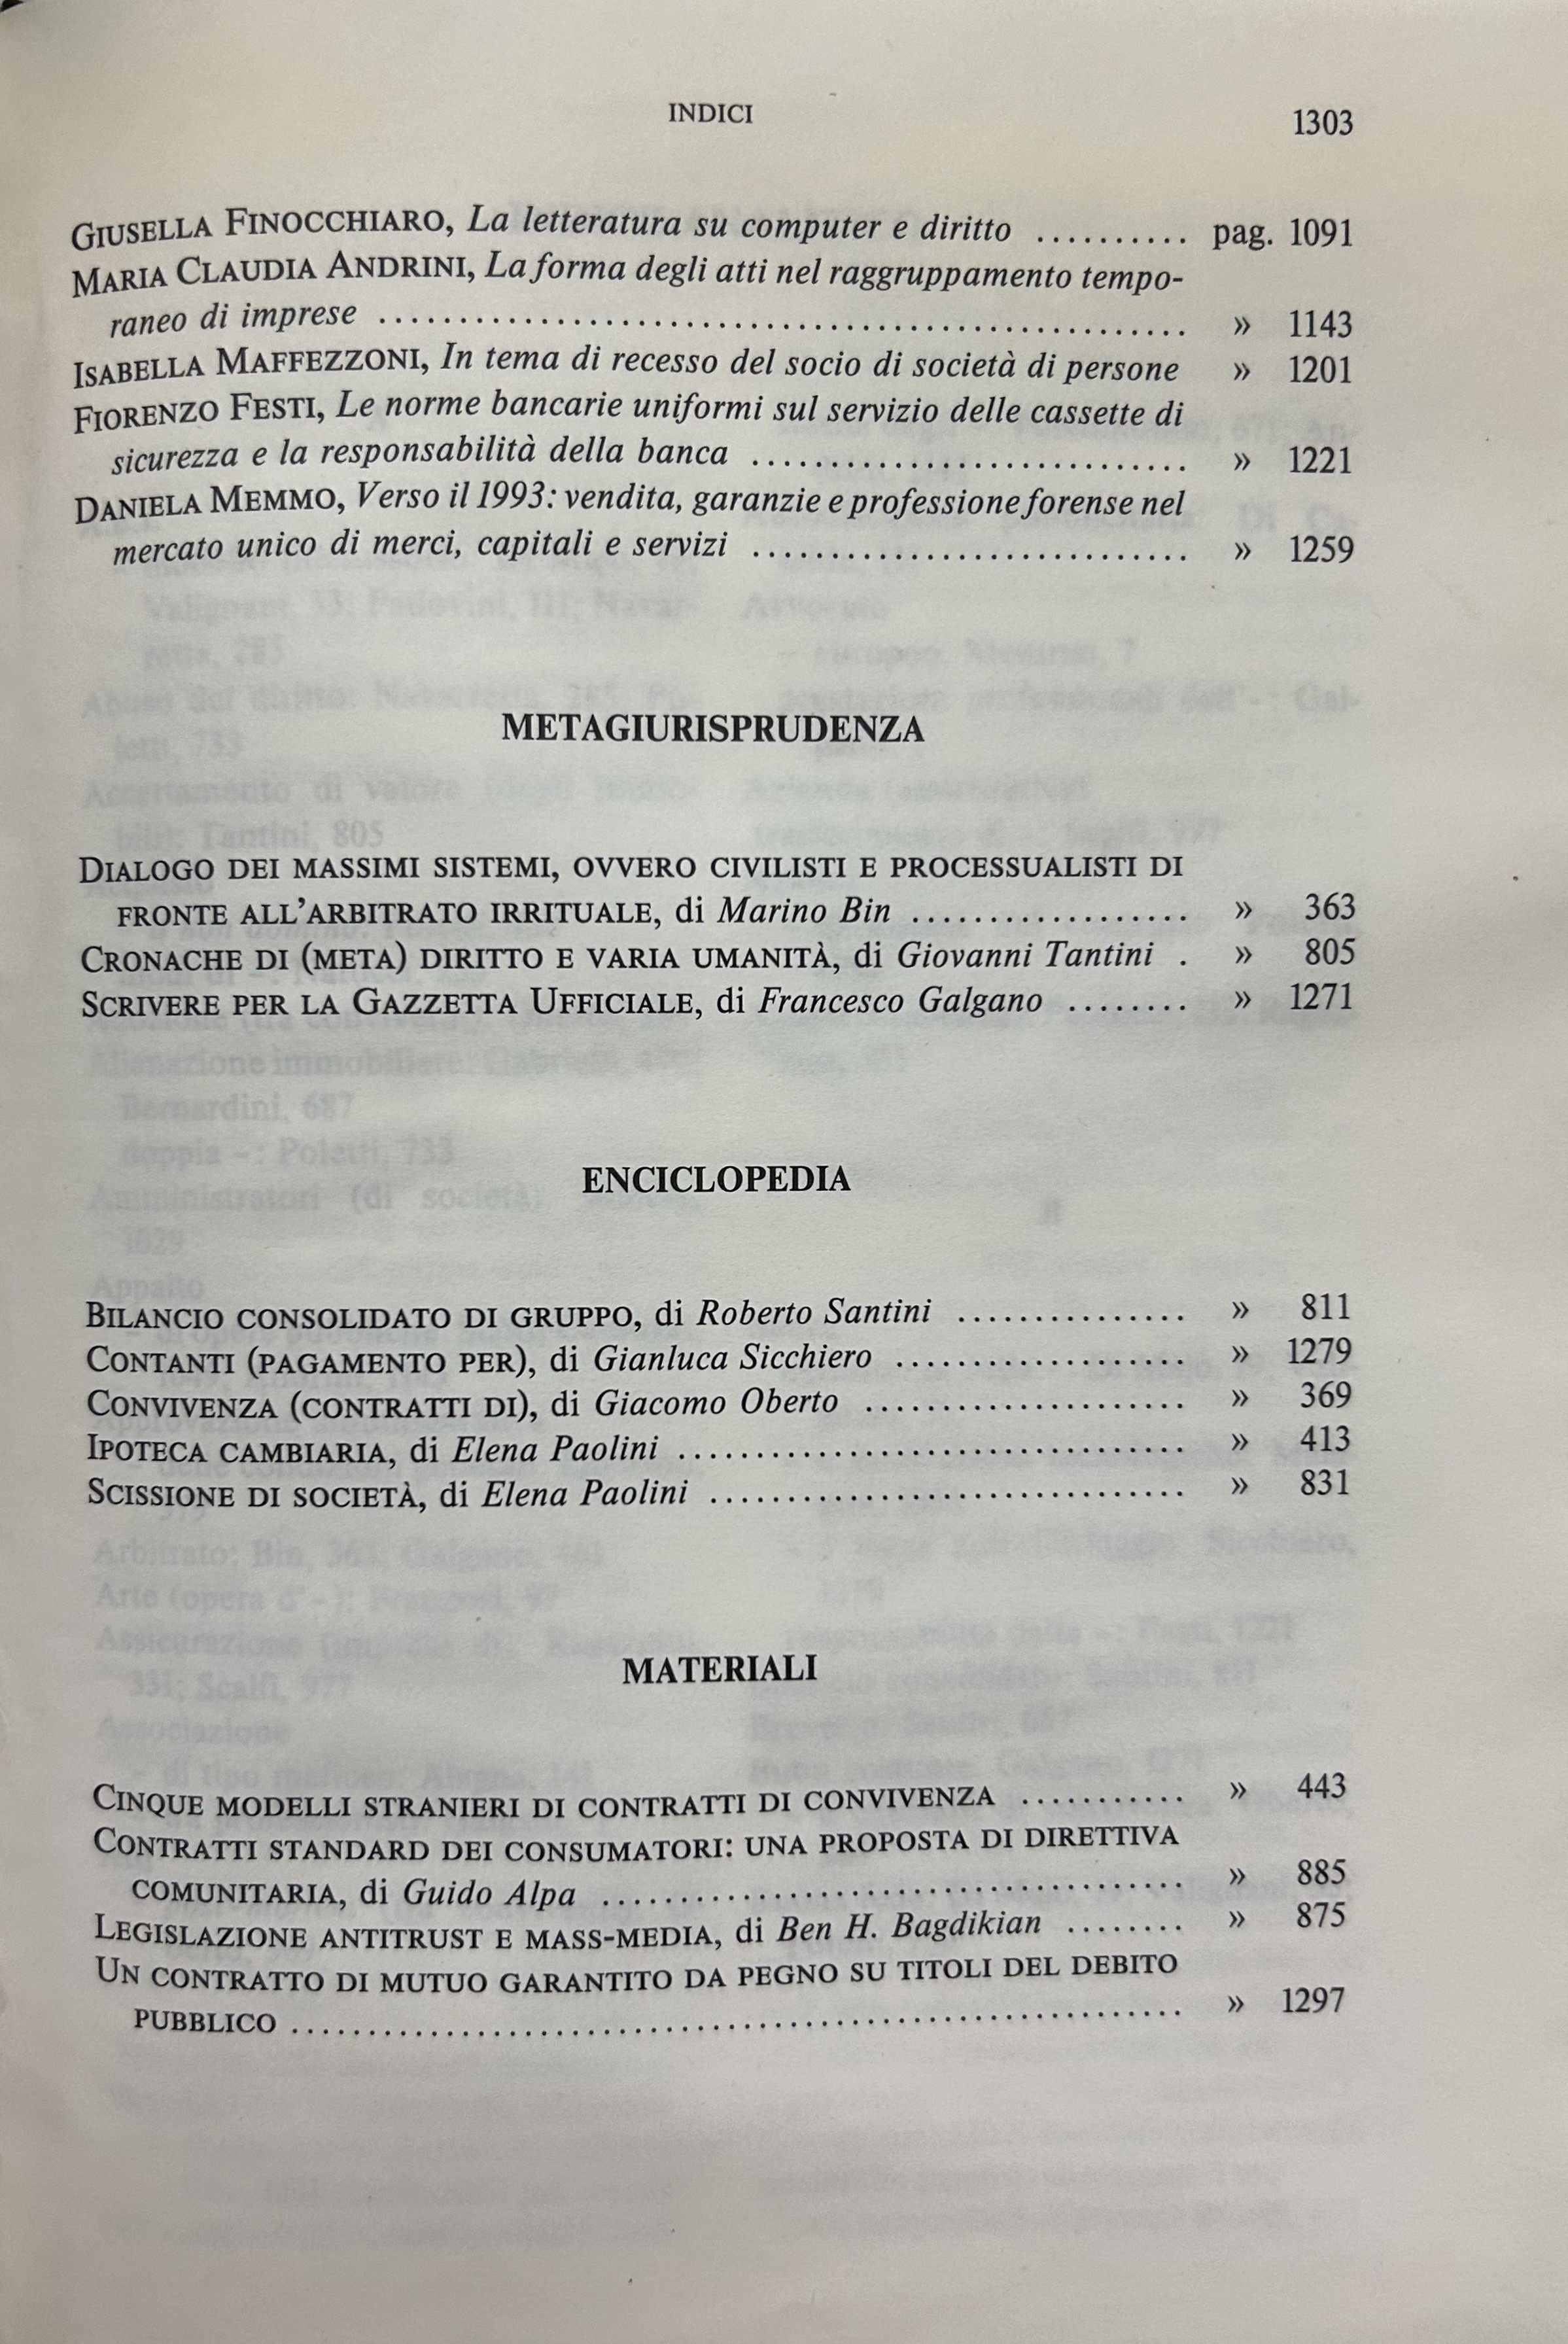 INDICI
1303
GIUSELLA FINOCCHIARO, La letteratura su computer e diritto .......... pag. 1091
MARIA CLAUDIA ANDRINI, La forma degli atti nel raggruppamento tempo-
raneo di imprese .................................................. » 1143
ISABELLA MAFFEZZONI, In tema di recesso del socio di società di persone » 1201
FIORENZO FESTI, Le norme bancarie uniformi sul servizio delle cassette di
sicurezza e la responsabilità della banca ........................... » 1221
DANIELA MEMMO, Verso il 1993: vendita, garanzie e professione forense nel
mercato unico di merci, capitali e servizi ........................... » 1259
METAGIURISPRUDENZA
DIALOGO DEI MASSIMI SISTEMI, OVVERO CIVILISTI E PROCESSUALISTI DI
FRONTE ALL'ARBITRATO IRRITUALE, di Marino Bin .................. » 363
CRONACHE DI (META) DIRITTO E VARIA UMANITÀ, di Giovanni Tantini . » 805
SCRIVERE PER LA GAZZETTA UFFICIALE, di Francesco Galgano ........ » 1271
ENCICLOPEDIA
BILANCIO CONSOLIDATO DI GRUPPO, di Roberto Santini ............... » 811
CONTANTI (PAGAMENTO PER), di Gianluca Sicchiero ................... » 1279
CONVIVENZA (CONTRATTI DI), di Giacomo Oberto ..................... » 369
IPOTECA CAMBIARIA, di Elena Paolini ................................. » 413
SCISSIONE DI SOCIETÀ, di Elena Paolini ............................... » 831
MATERIALI
CINQUE MODELLI STRANIERI DI CONTRATTI DI CONVIVENZA ........... » 443
CONTRATTI STANDARD DEI CONSUMATORI: UNA PROPOSTA DI DIRETTIVA
COMUNITARIA, di Guido Alpa ..................................... » 885
LEGISLAZIONE ANTITRUST E MASS-MEDIA, di Ben H. Bagdikian ........ » 875
UN CONTRATTO DI MUTUO GARANTITO DA PEGNO SU TITOLI DEL DEBITO
PUBBLICO ......................................................... » 1297